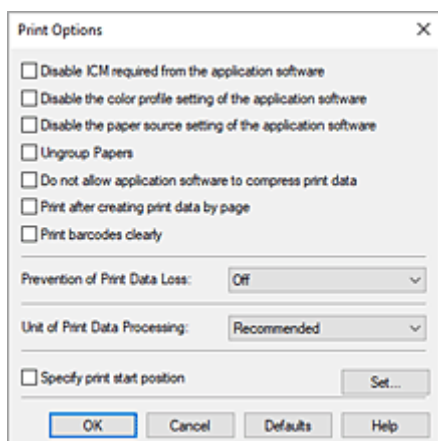 Print Options
Disable ICM required from the application software
Disable the color profile setting of the application software
Disable the paper source setting of the application software
Ungroup Papers
Do not allow application software to compress print data
Print after creating print data by page
Print barcodes clearly
Prevention of Print Data Loss: Off
Unit of Print Data Processing: Recommended
Specify print start position Set...
OK Cancel Defaults Help